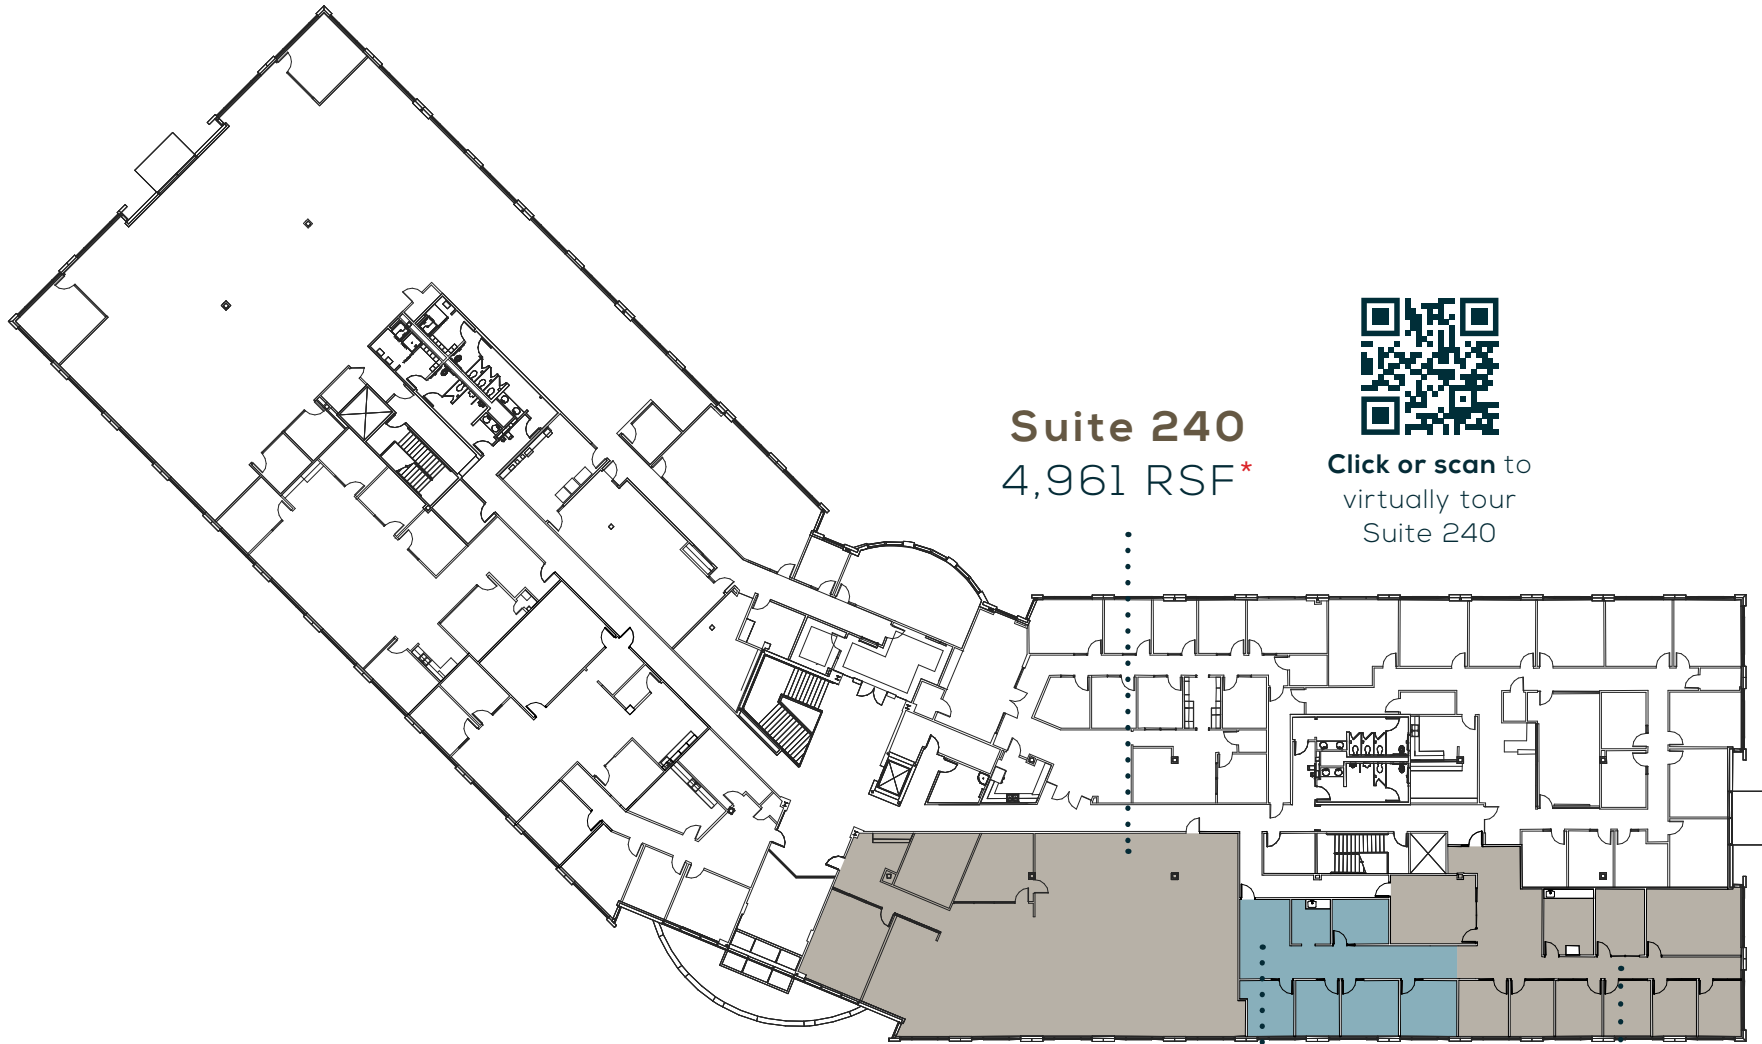 Suite 240
4,961 RSF*
Click or scan to
virtually tour
Suite 240